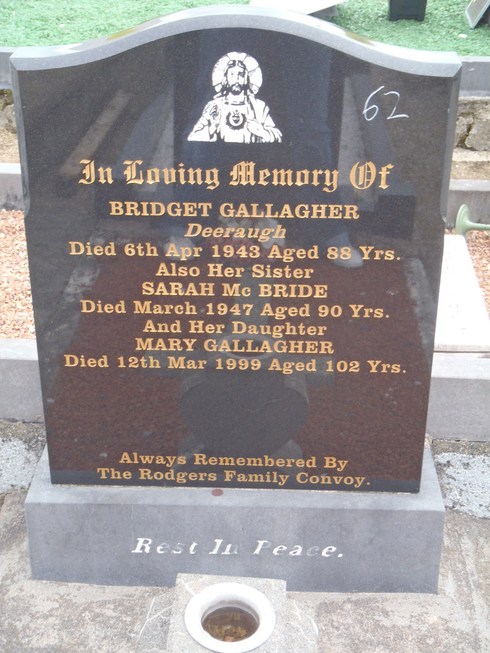 62
In Loving Memory Of
BRIDGET GALLAGHER
Deeraugh
Died 6th Apr 1943 Aged 88 Yrs.
Also Her Sister
SARAH Mc BRIDE
Died March 1947 Aged 90 Yrs.
And Her Daughter
MARY GALLAGHER
Died 12th Mar 1999 Aged 102 Yrs.
Always Remembered By
The Rodgers Family Convoy.
Rest In Peace.